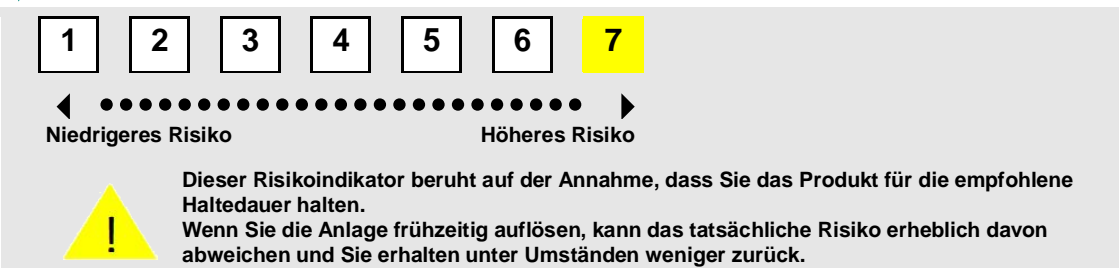 1 2 3 4 5 6 7
Niedrigeres Risiko Höheres Risiko
Dieser Risikoindikator beruht auf der Annahme, dass Sie das Produkt für die empfohlene
Haltedauer halten.
!
Wenn Sie die Anlage frühzeitig auflösen, kann das tatsächliche Risiko erheblich davon
abweichen und Sie erhalten unter Umständen weniger zurück.